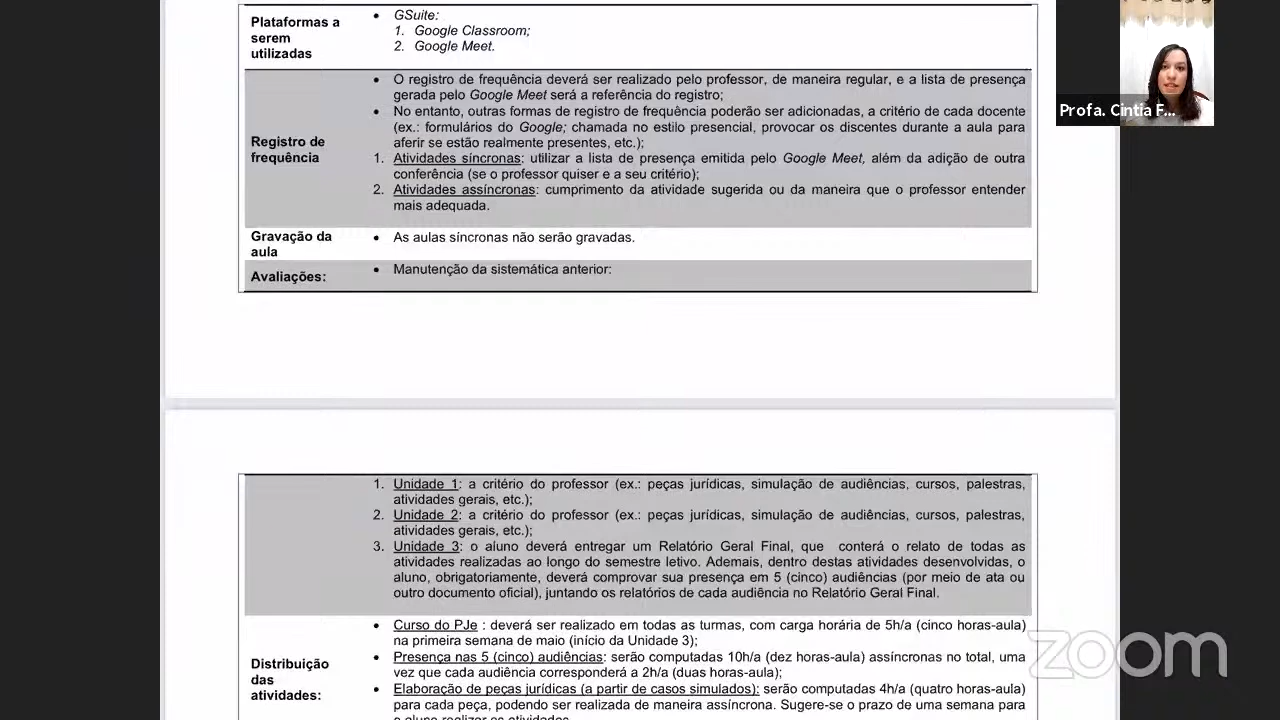 Plataformas a
serem
utilizadas
• GSuite:
1. Google Classroom;
2. Google Meet.
Registro de
frequência
• O registro de frequência deverá ser realizado pelo professor, de maneira regular, e a lista de presença
gerada pelo Google Meet será a referência do registro;
• No entanto, outras formas de registro de frequência poderão ser adicionadas, a critério de cada docente
(ex.: formulários do Google; chamada no estilo presencial, provocar os discentes durante a aula para
aferir se estão realmente presentes, etc.);
1. Atividades síncronas: utilizar a lista de presença emitida pelo Google Meet, além da adição de outra
conferência (se o professor quiser e a seu critério);
2. Atividades assíncronas: cumprimento da atividade sugerida ou da maneira que o professor entender
mais adequada.
Gravação da
aula
• As aulas síncronas não serão gravadas.
Avaliações:
• Manutenção da sistemática anterior:
1. Unidade 1: a critério do professor (ex.: peças jurídicas, simulação de audiências, cursos, palestras,
atividades gerais, etc.);
2. Unidade 2: a critério do professor (ex.: peças jurídicas, simulação de audiências, cursos, palestras,
atividades gerais, etc.);
3. Unidade 3: o aluno deverá entregar um Relatório Geral Final, que conterá o relato de todas as
atividades realizadas ao longo do semestre letivo. Ademais, dentro destas atividades desenvolvidas, o
aluno, obrigatoriamente, deverá comprovar sua presença em 5 (cinco) audiências (por meio de ata ou
outro documento oficial), juntando os relatórios de cada audiência no Relatório Geral Final.
Distribuição
das
atividades:
• Curso do PJe : deverá ser realizado em todas as turmas, com carga horária de 5h/a (cinco horas-aula)
na primeira semana de maio (início da Unidade 3);
• Presença nas 5 (cinco) audiências: serão computadas 10h/a (dez horas-aula) assíncronas no total, uma
vez que cada audiência corresponderá a 2h/a (duas horas-aula);
• Elaboração de peças jurídicas (a partir de casos simulados): serão computadas 4h/a (quatro horas-aula)
para cada peça, podendo ser realizada de maneira assíncrona. Sugere-se o prazo de uma semana para
o aluno realizar as atividades.
Profa. Cintia F...
zoom